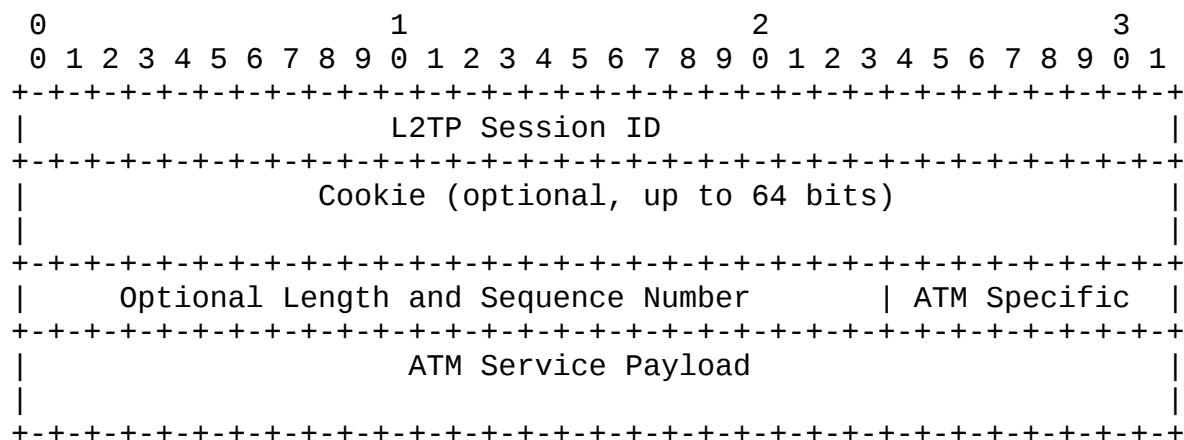 0                   1                   2                   3
 0 1 2 3 4 5 6 7 8 9 0 1 2 3 4 5 6 7 8 9 0 1 2 3 4 5 6 7 8 9 0 1
+-+-+-+-+-+-+-+-+-+-+-+-+-+-+-+-+-+-+-+-+-+-+-+-+-+-+-+-+-+-+-+-+
|                    L2TP Session ID                            |
+-+-+-+-+-+-+-+-+-+-+-+-+-+-+-+-+-+-+-+-+-+-+-+-+-+-+-+-+-+-+-+-+
|                Cookie (optional, up to 64 bits)               |
|                                                               |
+-+-+-+-+-+-+-+-+-+-+-+-+-+-+-+-+-+-+-+-+-+-+-+-+-+-+-+-+-+-+-+-+
|     Optional Length and Sequence Number       | ATM Specific  |
+-+-+-+-+-+-+-+-+-+-+-+-+-+-+-+-+-+-+-+-+-+-+-+-+-+-+-+-+-+-+-+-+
|                     ATM Service Payload                       |
|                                                               |
+-+-+-+-+-+-+-+-+-+-+-+-+-+-+-+-+-+-+-+-+-+-+-+-+-+-+-+-+-+-+-+-+